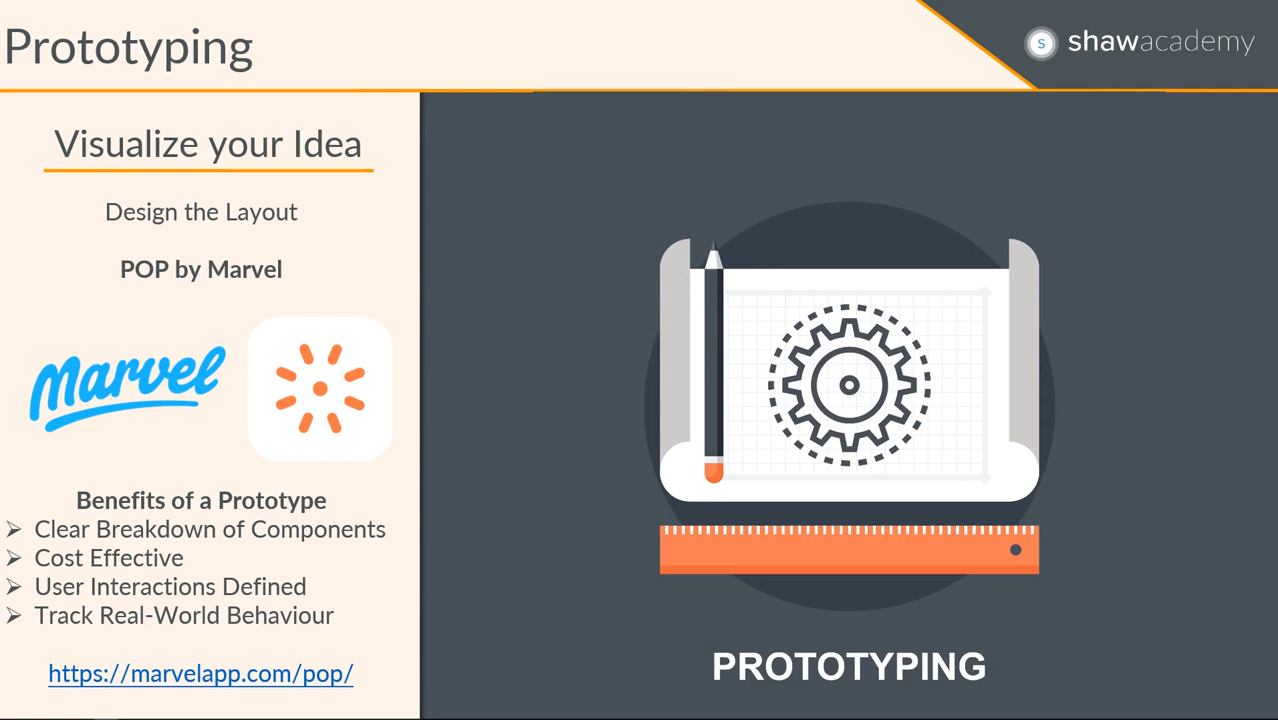 Prototyping
S shawacademy
Visualize your Idea
Design the Layout
POP by Marvel
Marvel
Benefits of a Prototype
Clear Breakdown of Components
Cost Effective
User Interactions Defined
Track Real-World Behaviour
https://marvelapp.com/pop/
PROTOTYPING